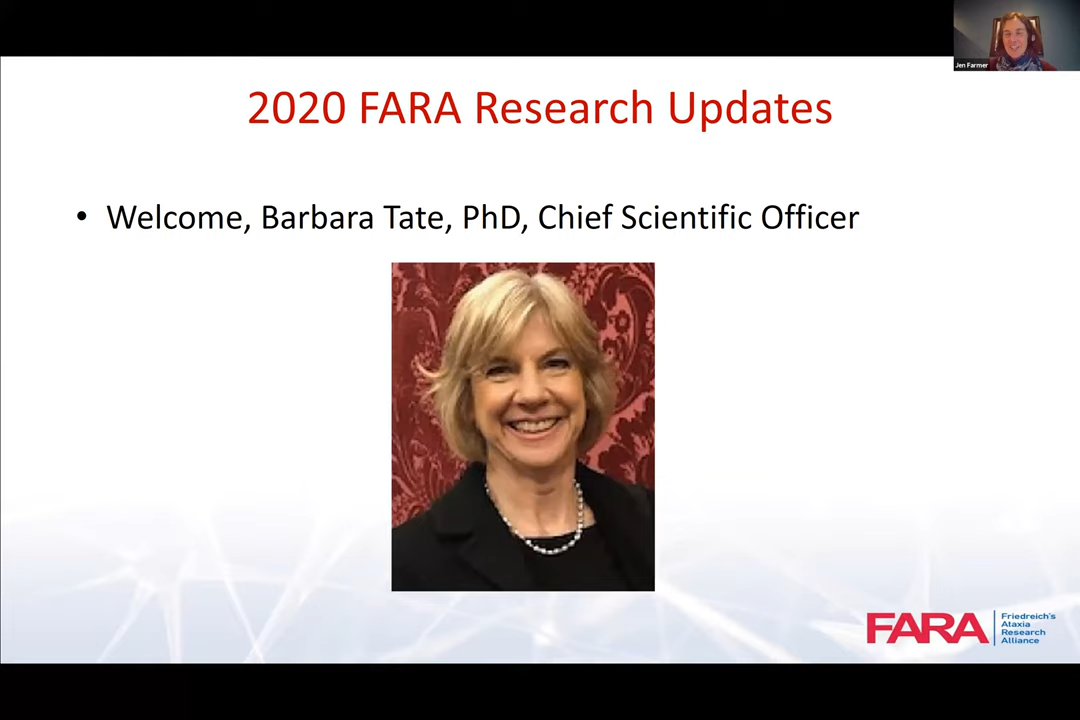 Jen Farmer
2020 FARA Research Updates
• Welcome, Barbara Tate, PhD, Chief Scientific Officer
FARA
Friedreich's
Ataxia
Research
Alliance